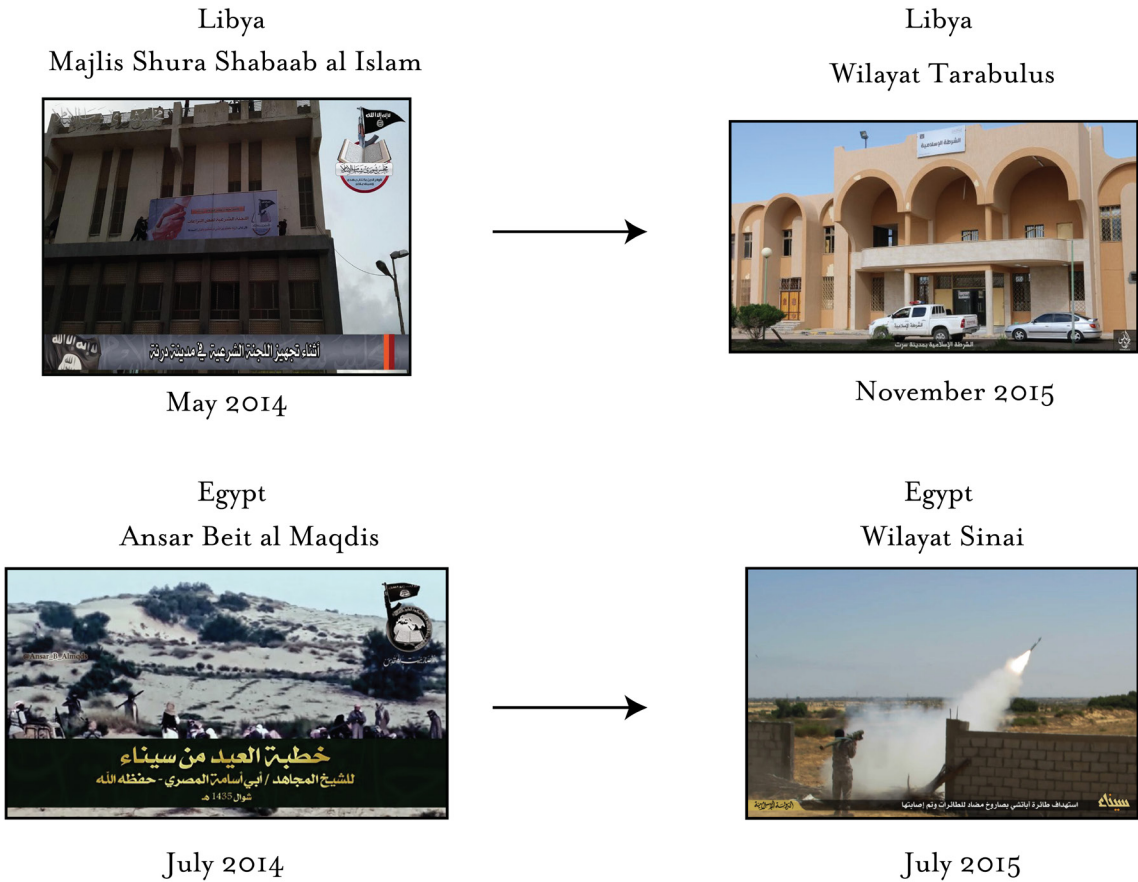 Libya
Majlis Shura Shabaab al Islam
أثناء تجهيز اللجنة الشرعية في مدينة درنة
May 2014
Libya
Wilayat Tarabulus
الشرطة الإسلامية
الشرطة الإسلامية
الشرطة الإسلامية بمدينة سرت
November 2015
Egypt
Ansar Beit al Maqdis
خطبة العيد من سيناء
للشيخ المجاهد / أبي أسامة المصري - حفظه الله
شوال 1435 هـ
July 2014
Egypt
Wilayat Sinai
استهداف طائرة أباتشي بصاروخ مضاد للطائرات وتم إصابتها
سيناء
July 2015